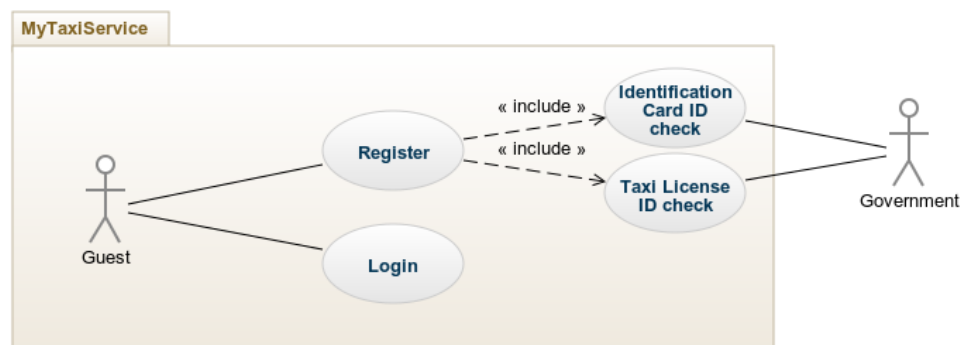 MyTaxiService
Identification
Card ID
check
« include »
Register
« include »
Taxi License
ID check
Government
Guest
Login